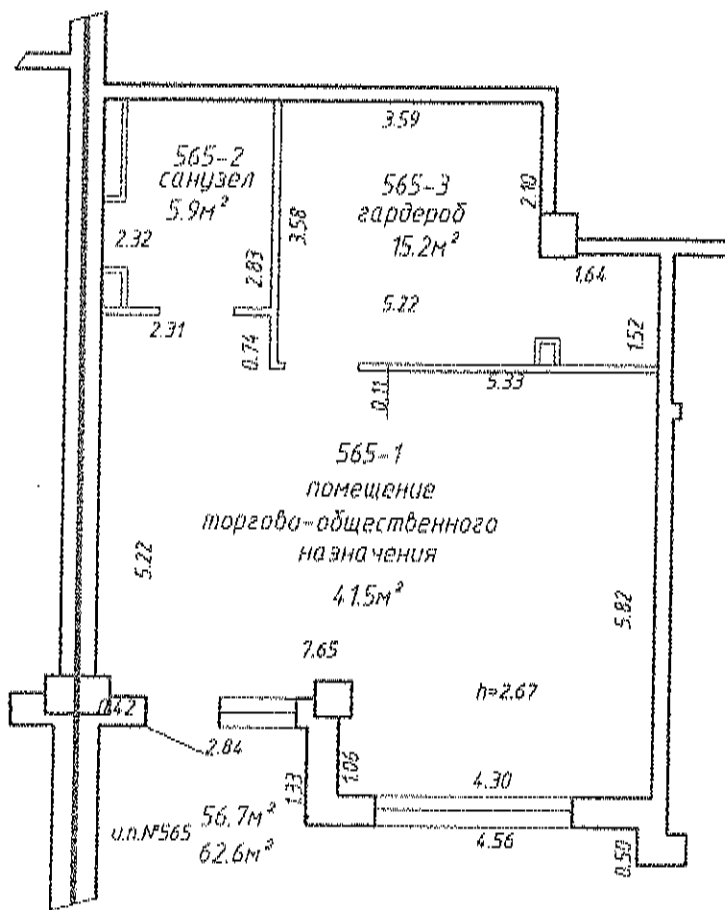 3.59
565-2
санузел
5.9м²
565-3
гардероб
15.2м²
2.10
3.58
2.32
2.83
1.64
5.22
2.31
0.74
1.52
5.33
0.11
565-1
помещение
торгово-общественного
назначения
41.5м²
5.22
5.82
7.65
h=2.67
0.42
2.84
1.06
1.33
4.30
56.7м²
и.п.№565
62.6м²
4.56
0.50